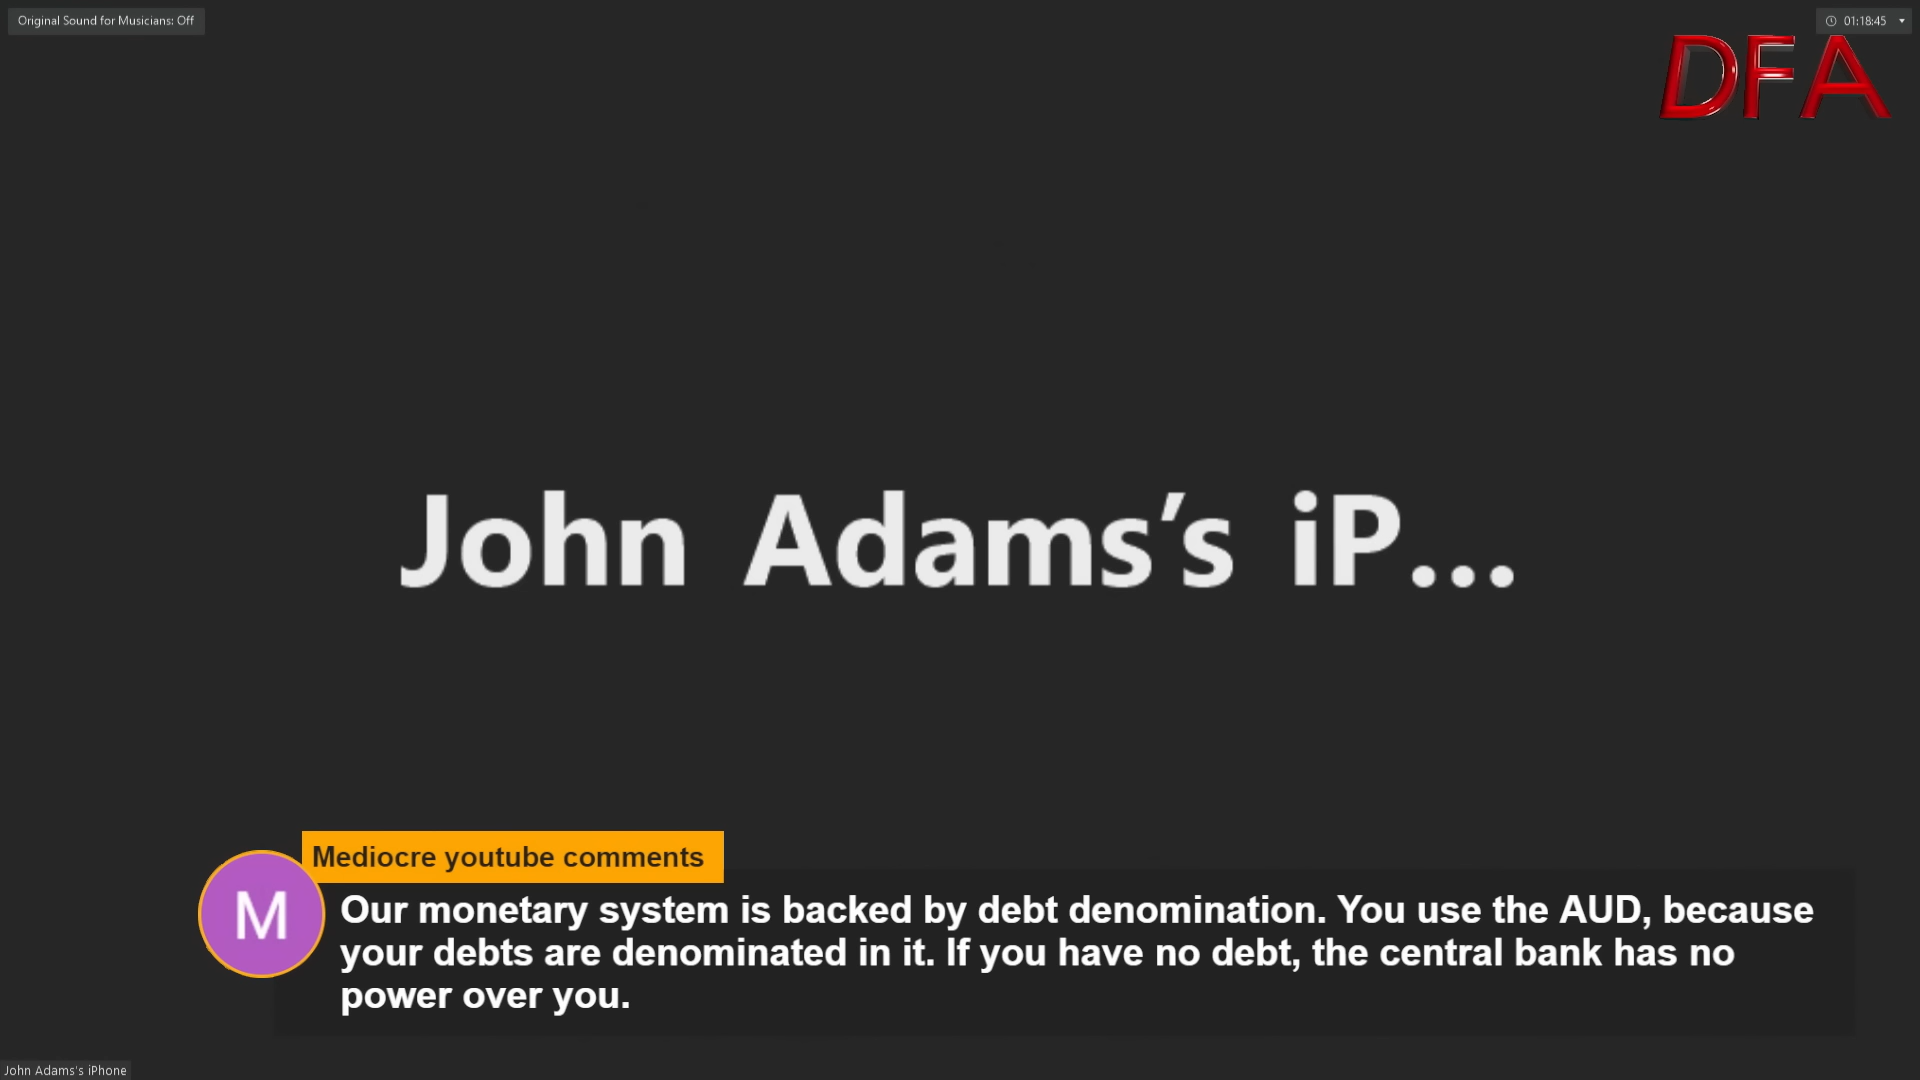 Original Sound for Musicians: Off
01:18:45
DFA
John Adams’s iP...
Mediocre youtube comments
M
Our monetary system is backed by debt denomination. You use the AUD, because
your debts are denominated in it. If you have no debt, the central bank has no
power over you.
John Adams’s iPhone